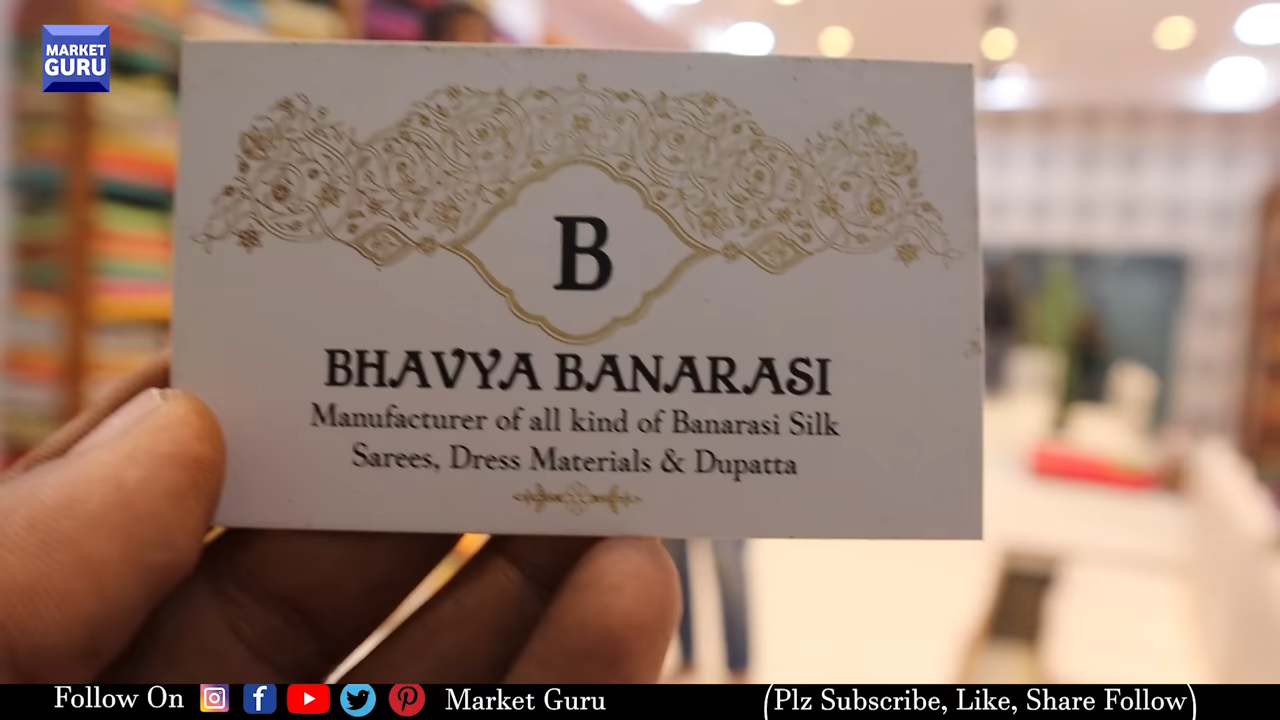 MARKET
GURU
B
BHAVYA BANARASI
Manufacturer of all kind of Banarasi Silk
Sarees, Dress Materials & Dupatta
Follow On Market Guru (Plz Subscribe, Like, Share Follow)